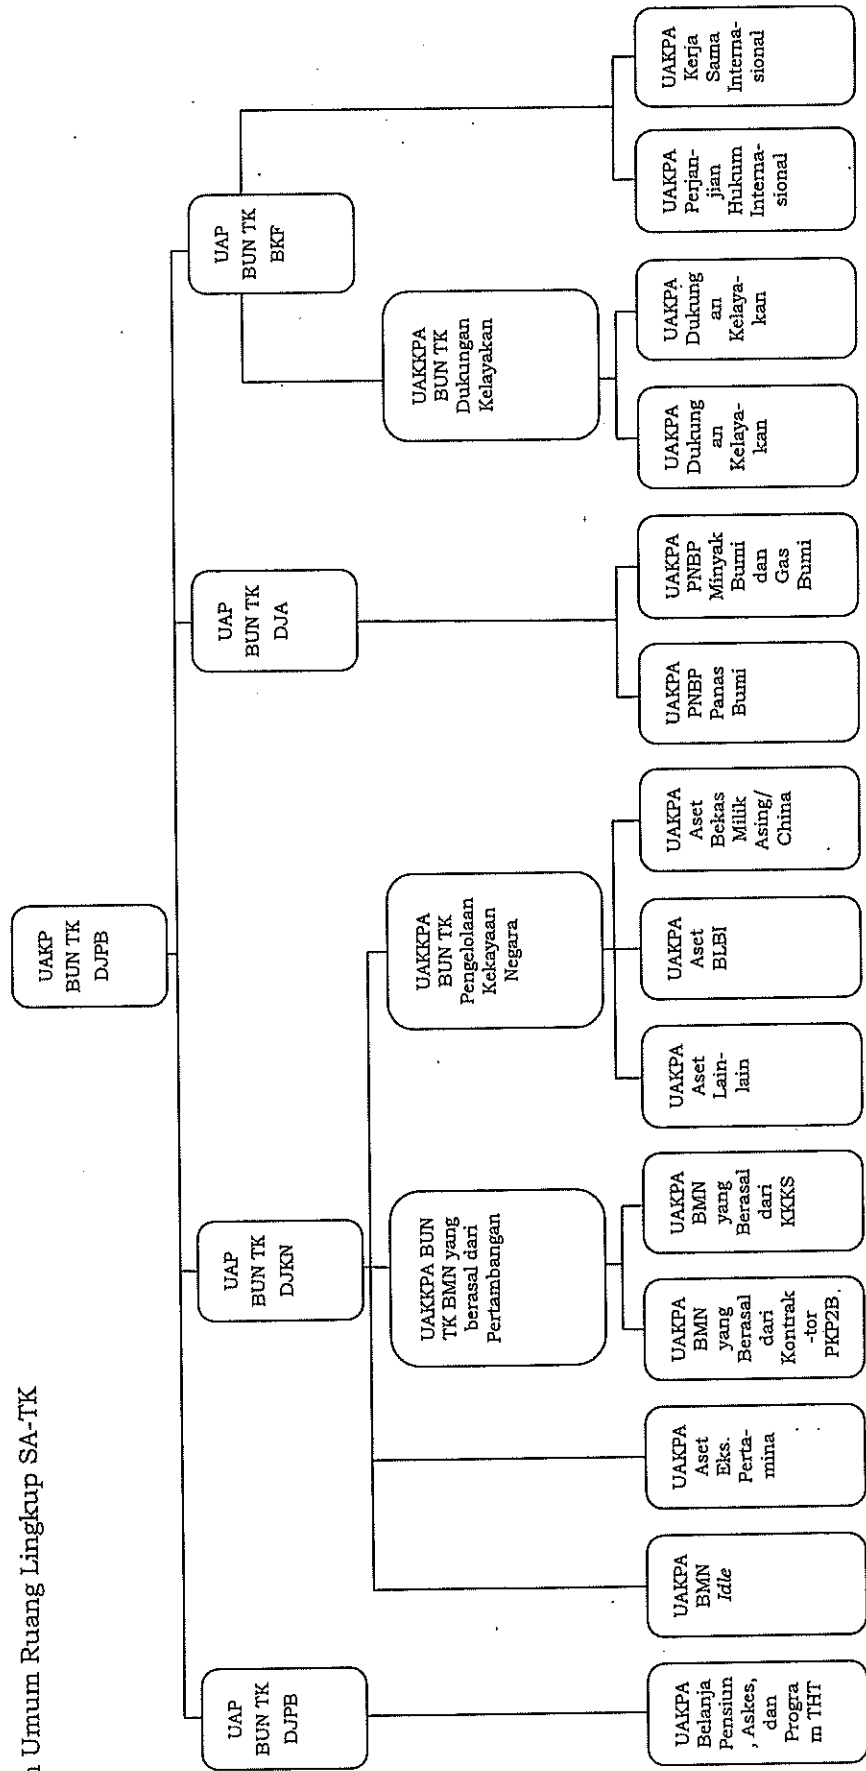 n Umum Ruang Lingkup SA-TK
UAKP
BUN TK
DJPB
UAP
BUN TK
DJPB
UAP
BUN TK
DJKN
UAP
BUN TK
DJA
UAP
BUN TK
BKF
UAKKPA BUN
TK BMN yang
berasal dari
Pertambangan
UAKKPA
BUN TK
Pengelolaan
Kekayaan
Negara
UAKKPA
BUN TK
Dukungan
Kelayakan
UAKPA
Belanja
Pensiun
, Askes,
dan
Progra
m THT
UAKPA
BMN
Idle
UAKPA
Aset
Eks.
Perta-
mina
UAKPA
BMN
yang
Berasal
dari
Kontrak
-tor
PKP2B.
UAKPA
BMN
yang
Berasal
dari
KKKS
UAKPA
Aset
Lain-
lain
UAKPA
Aset
BLBI
UAKPA
Aset
Bekas
Milik
Asing/
China
UAKPA
PNBP
Panas
Bumi
UAKPA
PNBP
Minyak
Bumi
dan
Gas
Bumi
UAKPA
Dukung
an
Kelaya-
kan
UAKPA
Dukung
an
Kelaya-
kan
UAKPA
Perjan-
jian
Hukum
Interna-
sional
UAKPA
Kerja
Sama
Interna-
sional